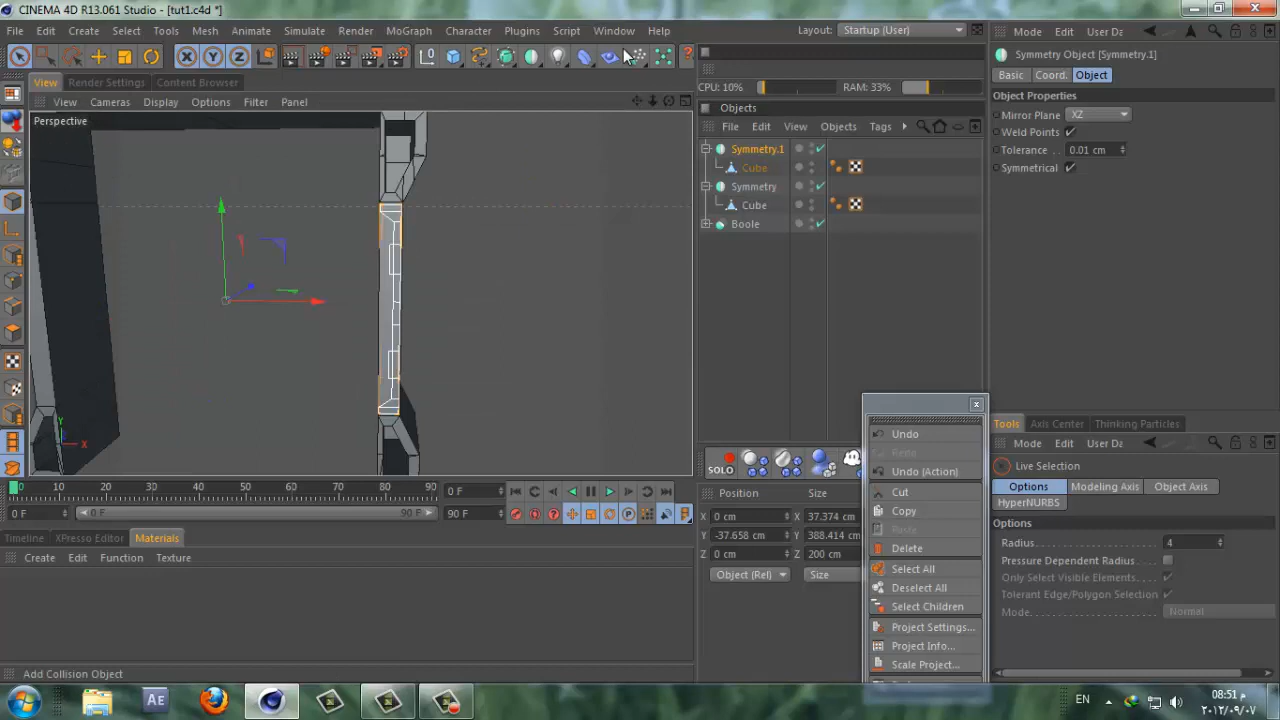 CINEMA 4D R13.061 Studio - [tut1.c4d *]
File Edit Create Select Tools Mesh Animate Simulate Render MoGraph Character Plugins Script Window Help Layout: Startup (User)
View Render Settings Content Browser
View Cameras Display Options Filter Panel
Perspective
Y
X
0 10 20 30 40 50 60 70 80 90 0 F
0 F 0 F 90 F 90 F
Timeline XPresso Editor Materials
Create Edit Function Texture
Add Collision Object
CPU: 10% RAM: 33%
Objects
File Edit View Objects Tags
Symmetry.1
Cube
Symmetry
Cube
Boole
SOLO
Position Size
X 0 cm X 37.374 cm
Y -37.658 cm Y 388.414 cm
Z 0 cm Z 200 cm
Object (Rel) Size
Undo
Undo (Action)
Cut
Copy
Paste
Delete
Select All
Deselect All
Select Children
Project Settings...
Project Info...
Scale Project...
Mode Edit User Da
Symmetry Object [Symmetry.1]
Basic Coord. Object
Object Properties
Mirror Plane XZ
Weld Points
Tolerance . . 0.01 cm
Symmetrical
Tools Axis Center Thinking Particles
Mode Edit User Da
Live Selection
Options Modeling Axis Object Axis
HyperNURBS
Options
Radius 4
Pressure Dependent Radius
Only Select Visible Elements
Tolerant Edge/Polygon Selection
Mode Normal
Ae
EN
08:51 م
٢٠١٢/٠٩/٠٧